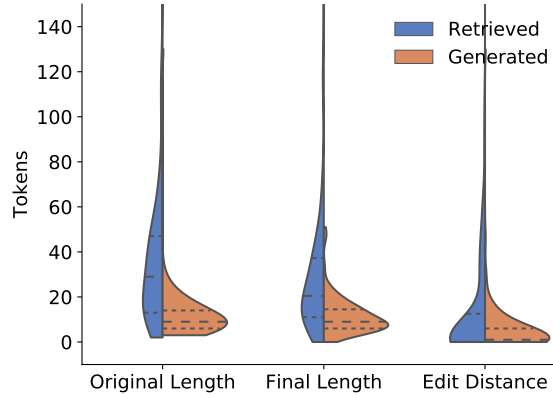 Retrieved
Generated
Tokens
140
120
100
80
60
40
20
0
Original Length
Final Length
Edit Distance